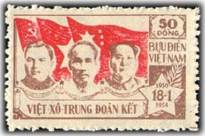 50
ĐỒNG
BƯU ĐIỆN
VIỆT NAM
1950
18-1
1954
VIỆT-XÔ TRUNG ĐOÀN KẾT